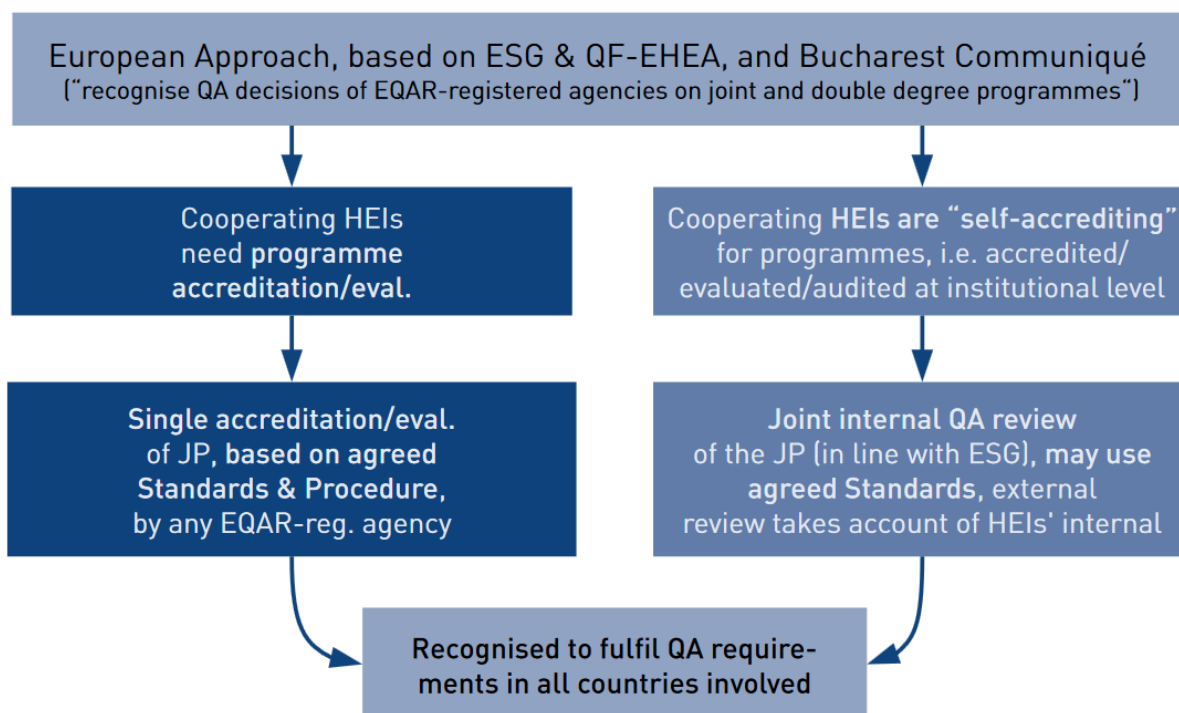 European Approach, based on ESG & QF-EHEA, and Bucharest Communiqué
(“recognise QA decisions of EQAR-registered agencies on joint and double degree programmes“)
Cooperating HEIs
need programme
accreditation/eval.
Cooperating HEIs are “self-accrediting”
for programmes, i.e. accredited/
evaluated/audited at institutional level
Single accreditation/eval.
of JP, based on agreed
Standards & Procedure,
by any EQAR-reg. agency
Joint internal QA review
of the JP (in line with ESG), may use
agreed Standards, external
review takes account of HEIs' internal
Recognised to fulfil QA require-
ments in all countries involved